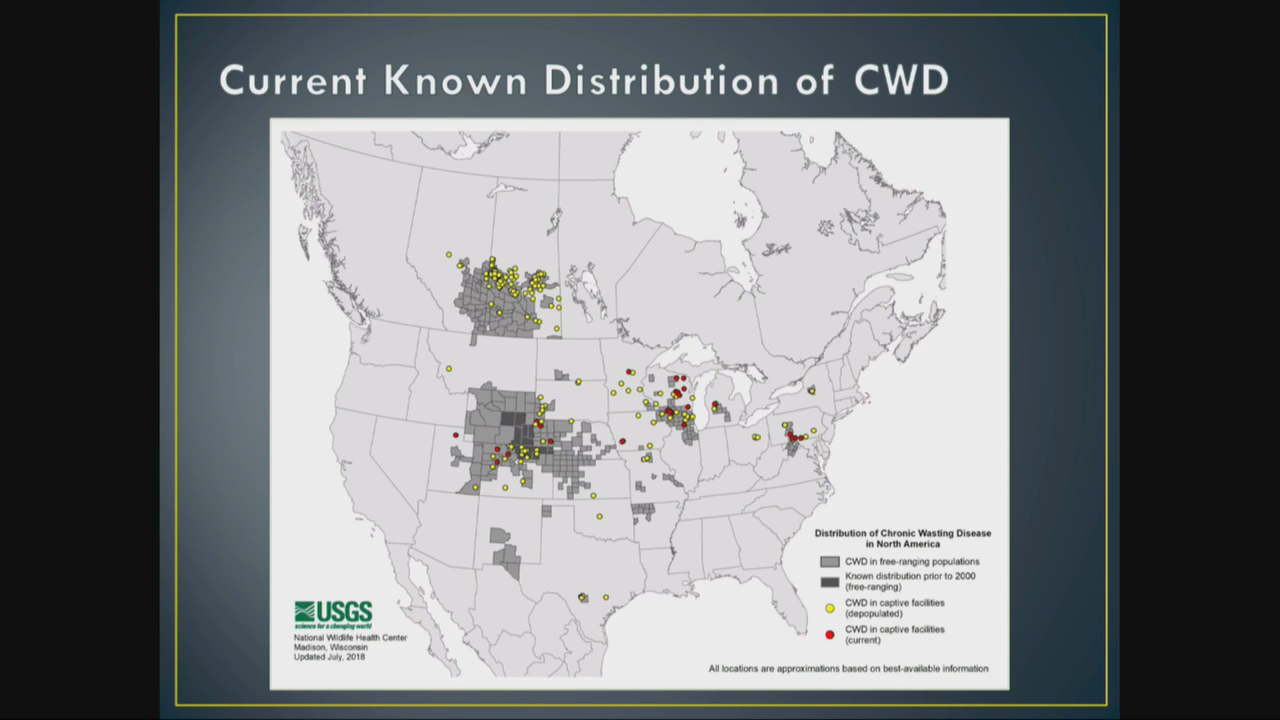 Current Known Distribution of CWD
Distribution of Chronic Wasting Disease
in North America
CWD in free-ranging populations
Known distribution prior to 2000
(free-ranging)
CWD in captive facilities
(depopulated)
CWD in captive facilities
(current)
USGS
science for a changing world
National Wildlife Health Center
Madison, Wisconsin
Updated July, 2018
All locations are approximations based on best-available information